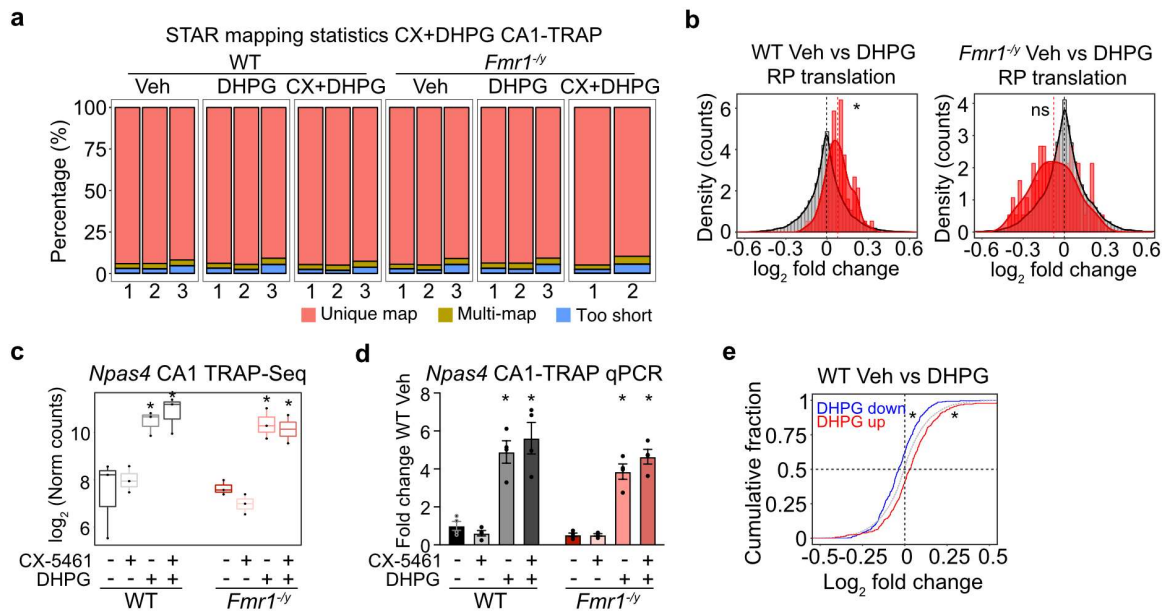 a
STAR mapping statistics CX+DHPG CA1-TRAP
WT
Fmr1-/y
Veh
DHPG
CX+DHPG
Veh
DHPG
CX+DHPG
Percentage (%)
100
75
50
25
0
1 2 3 1 2 3 1 2 3 1 2 3 1 2 3 1 2
Unique map
Multi-map
Too short
b
WT Veh vs DHPG
RP translation
Density (counts)
6
4
2
0
*
-0.6 -0.3 0 0.3 0.6
log2 fold change
Fmr1-/y Veh vs DHPG
RP translation
Density (counts)
4
3
2
1
0
ns
-0.6 -0.3 0 0.3 0.6
log2 fold change
c
Npas4 CA1 TRAP-Seq
log2 (Norm counts)
10
8
6
* * * *
CX-5461 - + - + - + - +
DHPG - - + + - - + +
WT
Fmr1-/y
d
Npas4 CA1-TRAP qPCR
Fold change WT Veh
8
6
4
2
0
* * * *
CX-5461 - + - + - + - +
DHPG - - + + - - + +
WT
Fmr1-/y
e
WT Veh vs DHPG
DHPG down
DHPG up
* *
Cumulative fraction
1
0.75
0.5
0.25
0
-0.5 -0.25 0 0.25 0.5
Log2 fold change